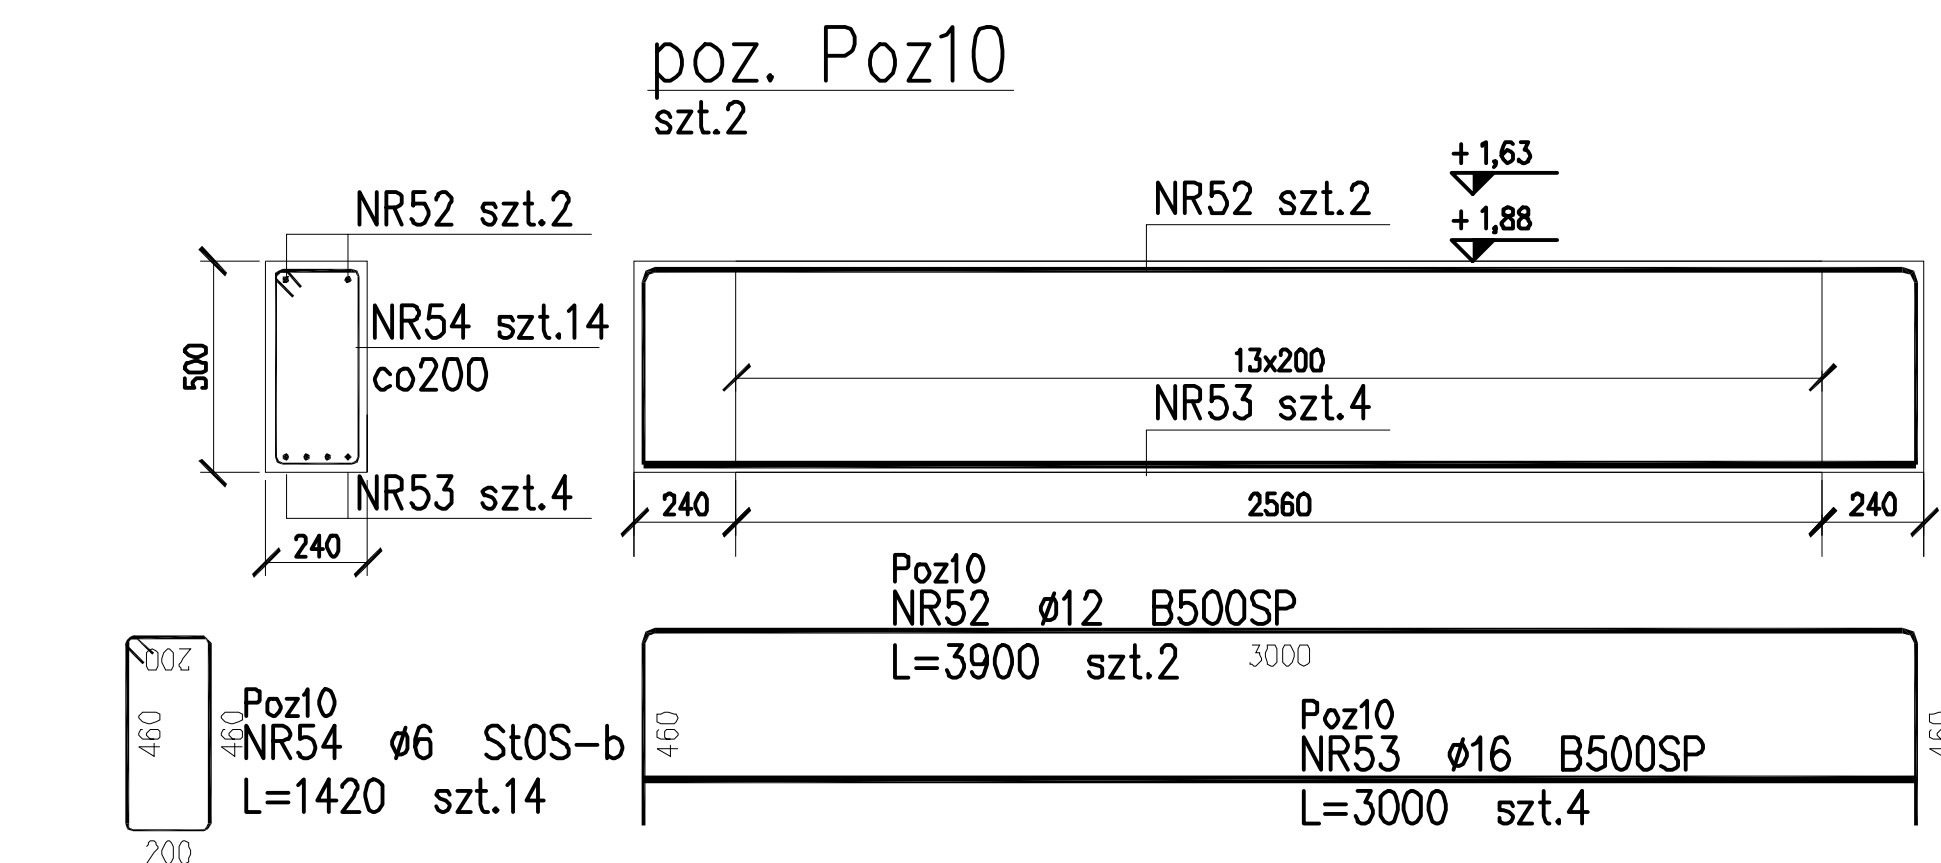 poz. Poz10
szt.2
+ 1,63
+ 1,88
NR52 szt.2
NR52 szt.2
NR54 szt.14
co200
500
13x200
NR53 szt.4
NR53 szt.4
240
240
2560
240
Poz10
NR52 ø12 B500SP
L=3900 szt.2
3000
200
460
460
200
Poz10
NR54 ø6 St0S-b
L=1420 szt.14
460
Poz10
NR53 ø16 B500SP
L=3000 szt.4
460